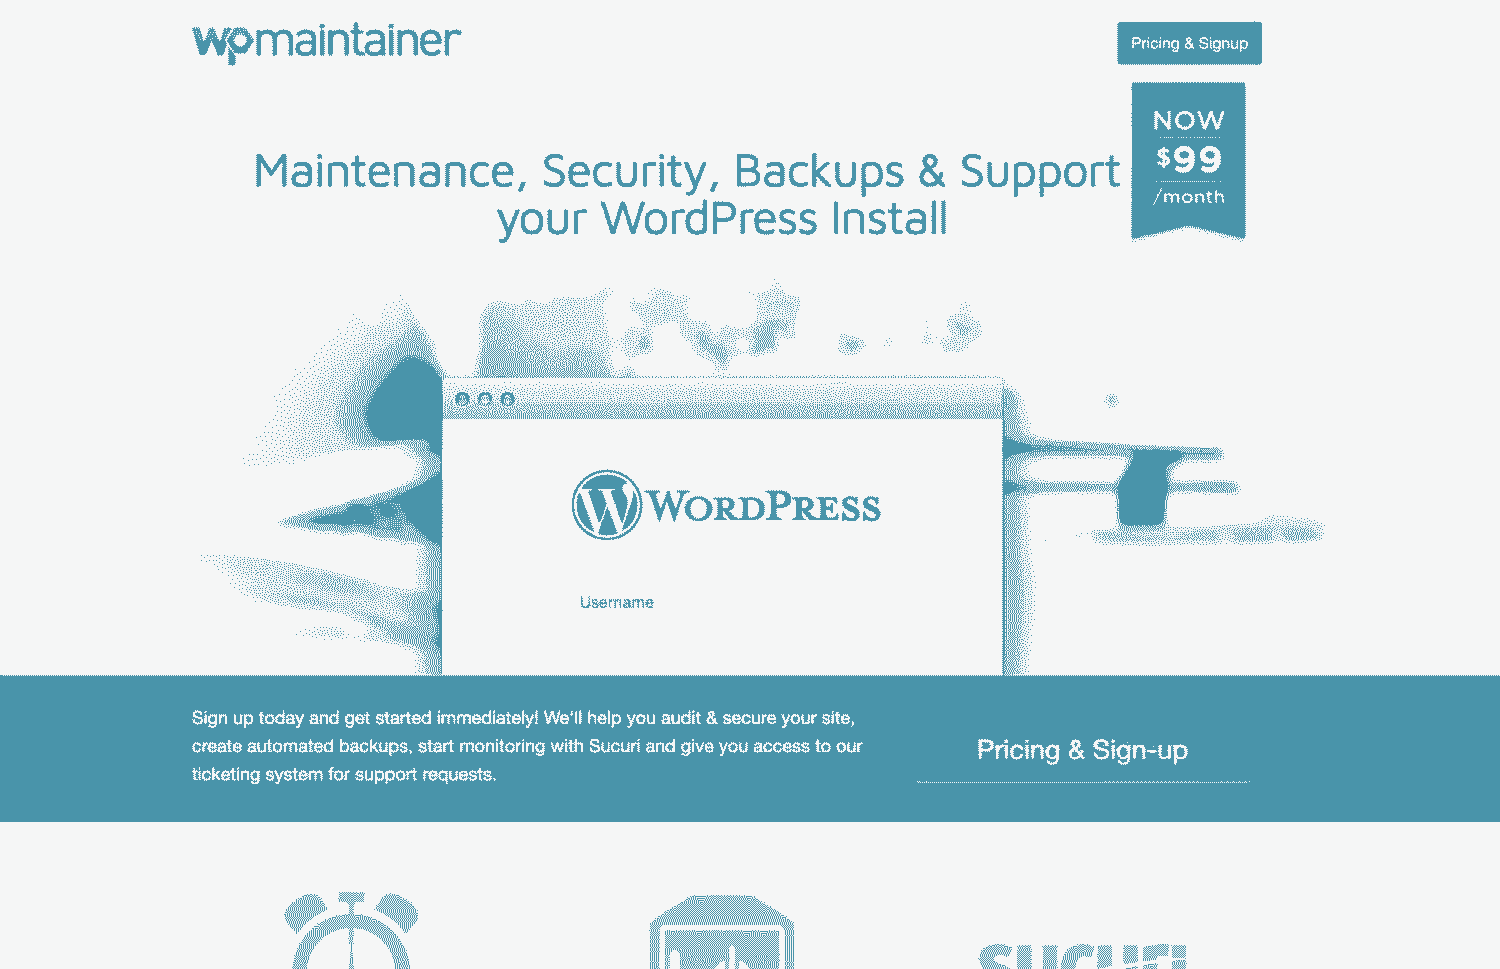 wpmaintainer
Pricing & Signup
NOW
$99
/month
Maintenance, Security, Backups & Support
your WordPress Install
WORDPRESS
Username
Sign up today and get started immediately! We'll help you audit & secure your site,
create automated backups, start monitoring with Sucuri and give you access to our
ticketing system for support requests.
Pricing & Sign-up
SUCURI